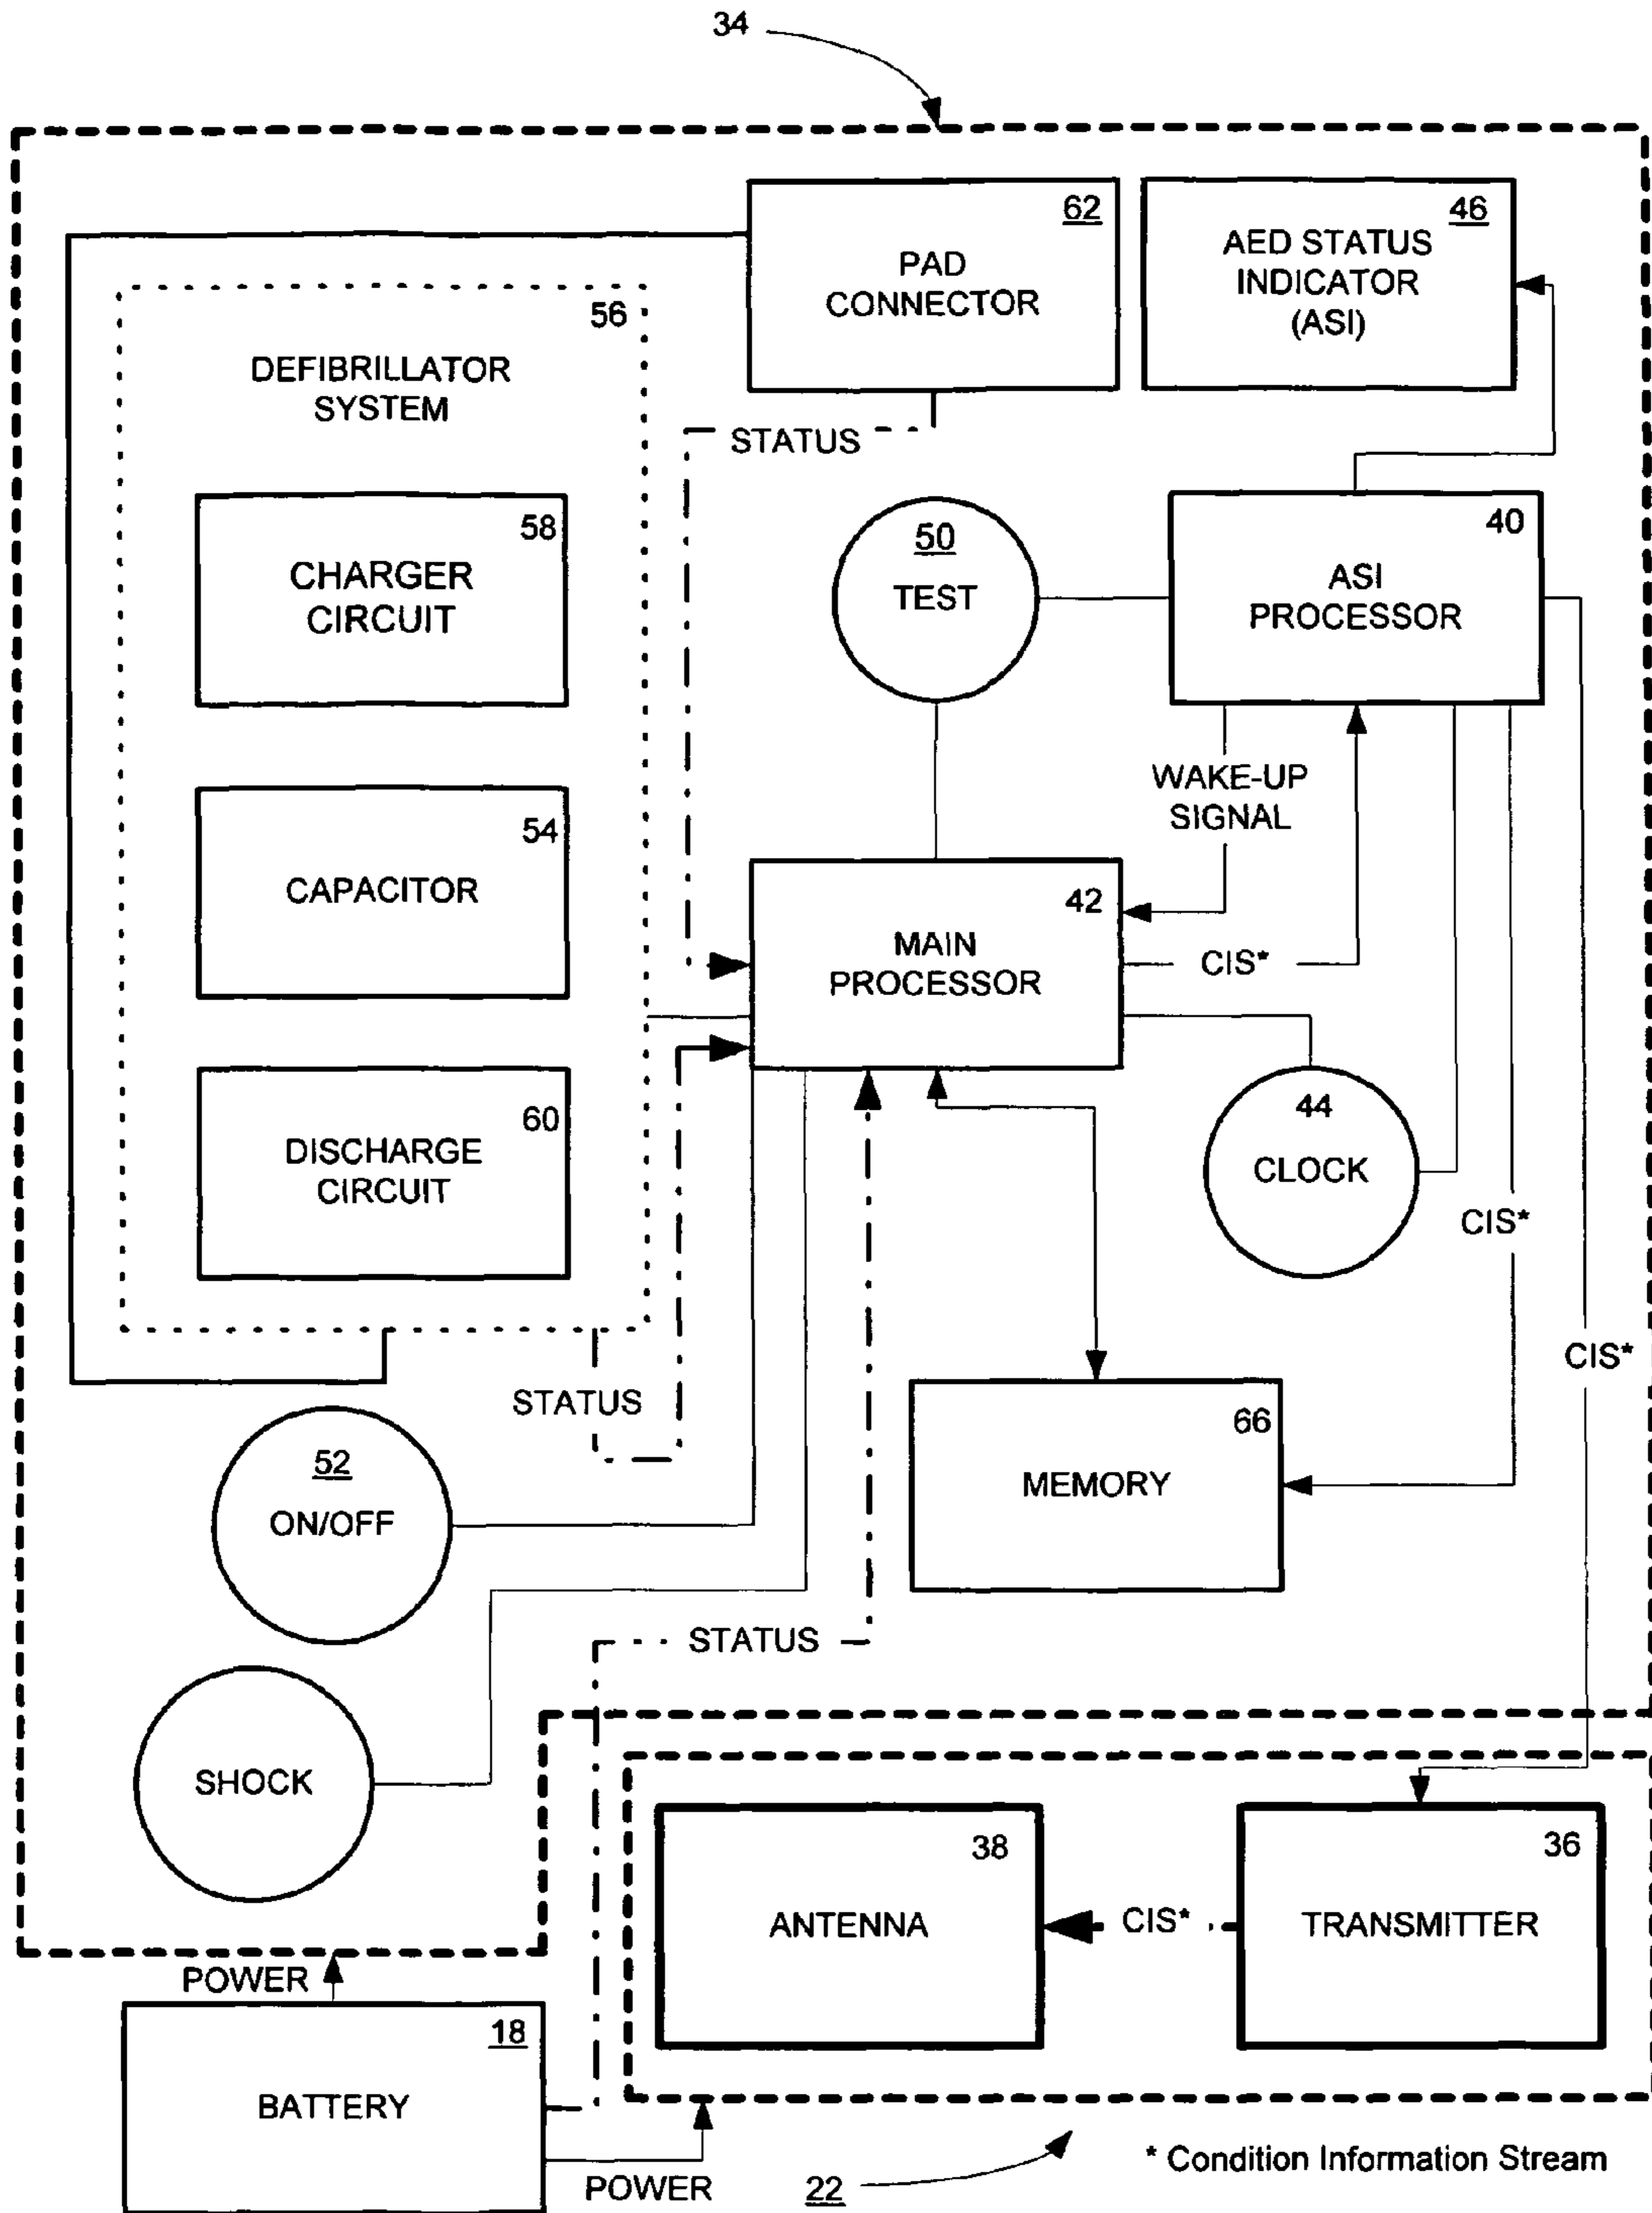 34
62
PAD
CONNECTOR
46
AED STATUS
INDICATOR
(ASI)
56
DEFIBRILLATOR
SYSTEM
STATUS
58
CHARGER
CIRCUIT
50
TEST
40
ASI
PROCESSOR
WAKE-UP
SIGNAL
54
CAPACITOR
42
MAIN
PROCESSOR
CIS*
60
DISCHARGE
CIRCUIT
44
CLOCK
CIS*
CIS*
STATUS
66
MEMORY
52
ON/OFF
STATUS
SHOCK
38
ANTENNA
CIS*
36
TRANSMITTER
POWER
18
BATTERY
POWER
22
* Condition Information Stream